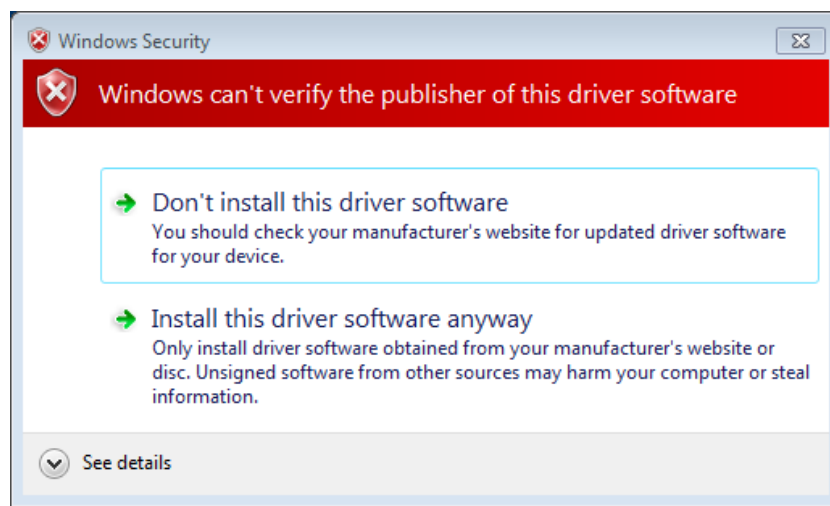 Windows Security
Windows can't verify the publisher of this driver software
Don't install this driver software
You should check your manufacturer's website for updated driver software
for your device.
Install this driver software anyway
Only install driver software obtained from your manufacturer's website or
disc. Unsigned software from other sources may harm your computer or steal
information.
See details